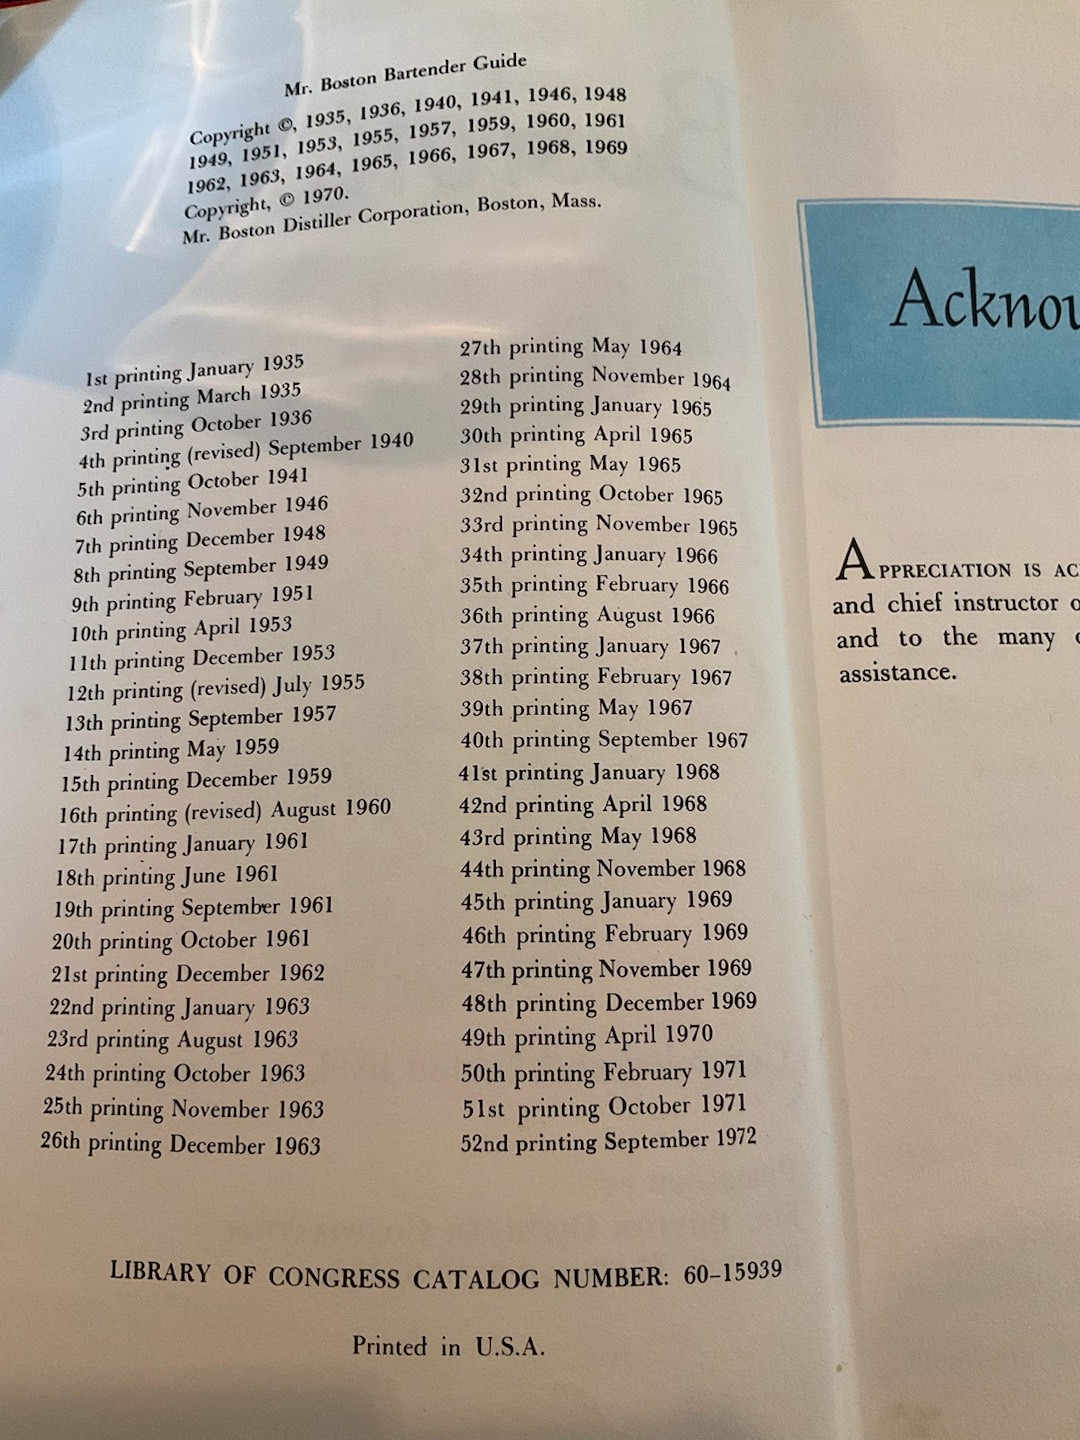 Mr. Boston Bartender Guide
Copyright ©, 1935, 1936, 1940, 1941, 1946, 1948
1949, 1951, 1953, 1955, 1957, 1959, 1960, 1961
1962, 1963, 1964, 1965, 1966, 1967, 1968, 1969
Copyright, © 1970.
Mr. Boston Distiller Corporation, Boston, Mass.
1st printing January 1935
2nd printing March 1935
3rd printing October 1936
4th printing (revised) September 1940
5th printing October 1941
6th printing November 1946
7th printing December 1948
8th printing September 1949
9th printing February 1951
10th printing April 1953
11th printing December 1953
12th printing (revised) July 1955
13th printing September 1957
14th printing May 1959
15th printing December 1959
16th printing (revised) August 1960
17th printing January 1961
18th printing June 1961
19th printing September 1961
20th printing October 1961
21st printing December 1962
22nd printing January 1963
23rd printing August 1963
24th printing October 1963
25th printing November 1963
26th printing December 1963
27th printing May 1964
28th printing November 1964
29th printing January 1965
30th printing April 1965
31st printing May 1965
32nd printing October 1965
33rd printing November 1965
34th printing January 1966
35th printing February 1966
36th printing August 1966
37th printing January 1967
38th printing February 1967
39th printing May 1967
40th printing September 1967
41st printing January 1968
42nd printing April 1968
43rd printing May 1968
44th printing November 1968
45th printing January 1969
46th printing February 1969
47th printing November 1969
48th printing December 1969
49th printing April 1970
50th printing February 1971
51st printing October 1971
52nd printing September 1972
LIBRARY OF CONGRESS CATALOG NUMBER: 60-15939
Printed in U.S.A.
Acknou
APPRECIATION IS AC
and chief instructor o
and to the many
assistance.